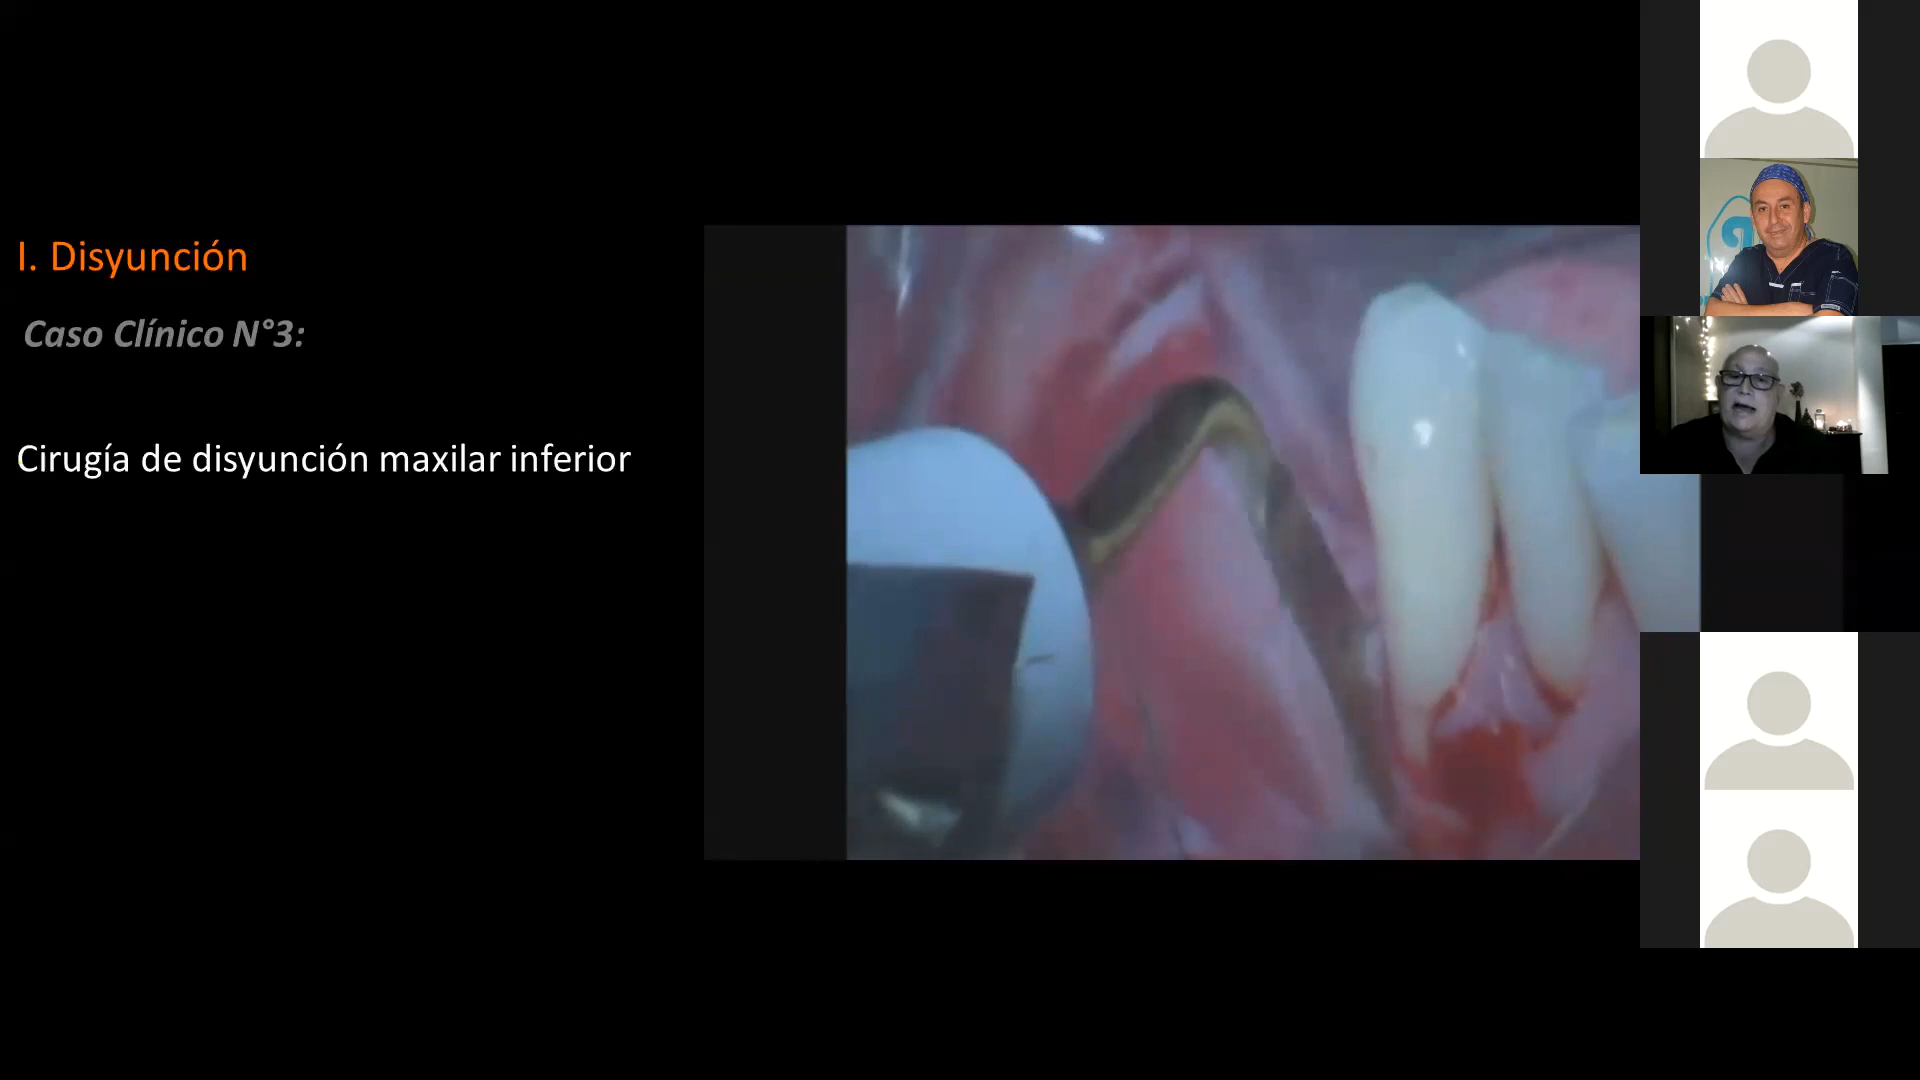 I. Disyunción
Caso Clínico N°3:
Cirugía de disyunción maxilar inferior